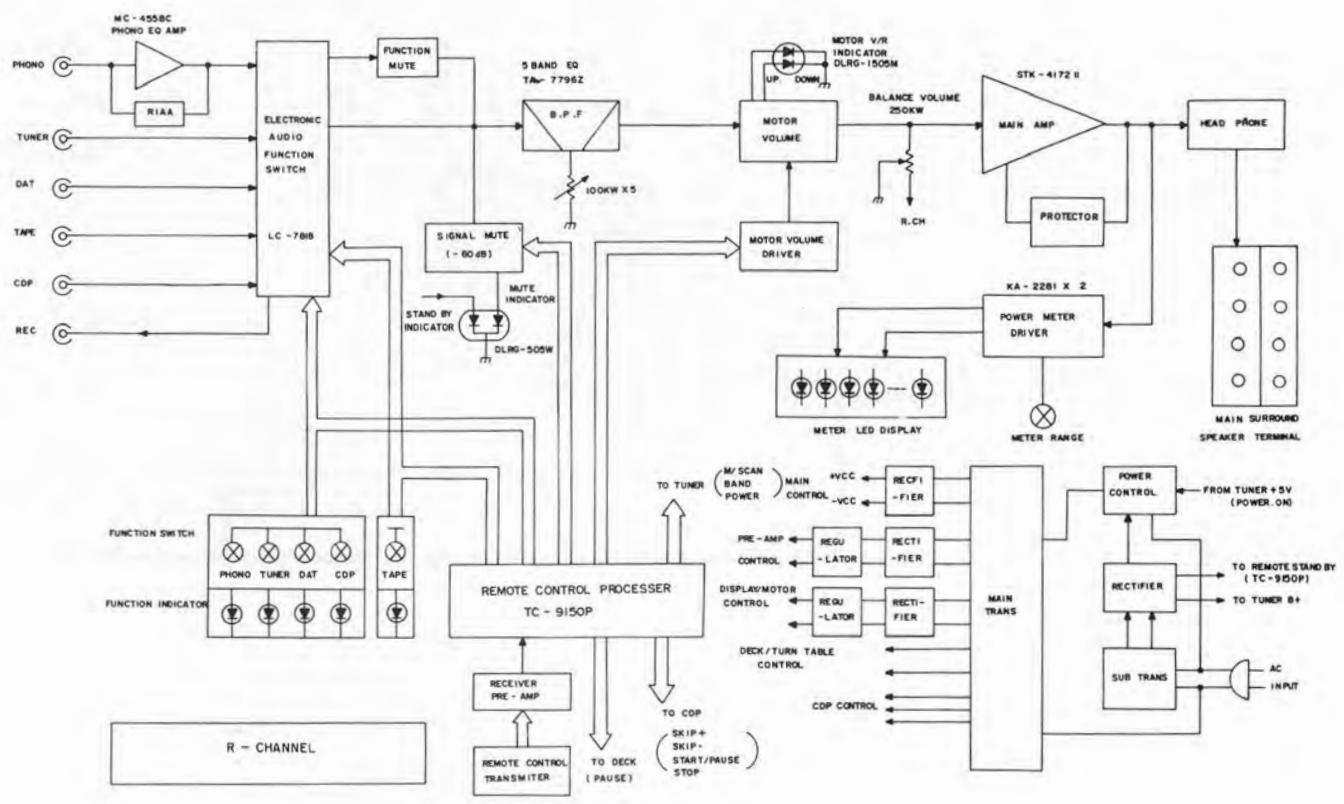 MC - 4558C
PHONO EQ AMP
PHONO
RIAA
TUNER
DAT
TAPE
CDP
REC
ELECTRONIC
AUDIO
FUNCTION
SWITCH
LC - 7818
FUNCTION
MUTE
5 BAND EQ
TA - 7796Z
B.P.F
100KW X 5
SIGNAL MUTE
(- 60dB)
MUTE
INDICATOR
STAND BY
INDICATOR
DLRG-505W
MOTOR V/R
INDICATOR
DLRG-1505M
UP. DOWN
MOTOR
VOLUME
MOTOR VOLUME
DRIVER
BALANCE VOLUME
250KW
R.CH
STK-4172 II
MAIN AMP
PROTECTOR
HEAD PHONE
KA-2281 X 2
POWER METER
DRIVER
METER LED DISPLAY
METER RANGE
MAIN SURROUND
SPEAKER TERMINAL
FUNCTION SWITCH
PHONO TUNER DAT CDP
TAPE
FUNCTION INDICATOR
TO TUNER
(M/SCAN
BAND
POWER)
REMOTE CONTROL PROCESSER
TC - 9150P
RECEIVER
PRE-AMP
REMOTE CONTROL
TRANSMITER
TO DECK
(PAUSE)
TO CDP
(SKIP+
SKIP-
START/PAUSE
STOP)
R - CHANNEL
MAIN
CONTROL
+VCC
-VCC
RECFI
-FIER
PRE-AMP
CONTROL
REGU
-LATOR
RECTI
-FIER
DISPLAY/MOTOR
CONTROL
REGU
-LATOR
RECTI-
FIER
DECK/TURN TABLE
CONTROL
CDP CONTROL
MAIN
TRANS
POWER
CONTROL
FROM TUNER +5V
(POWER.ON)
RECTIFIER
TO REMOTE STAND BY
(TC-9150P)
TO TUNER B+
SUB TRANS
AC
INPUT